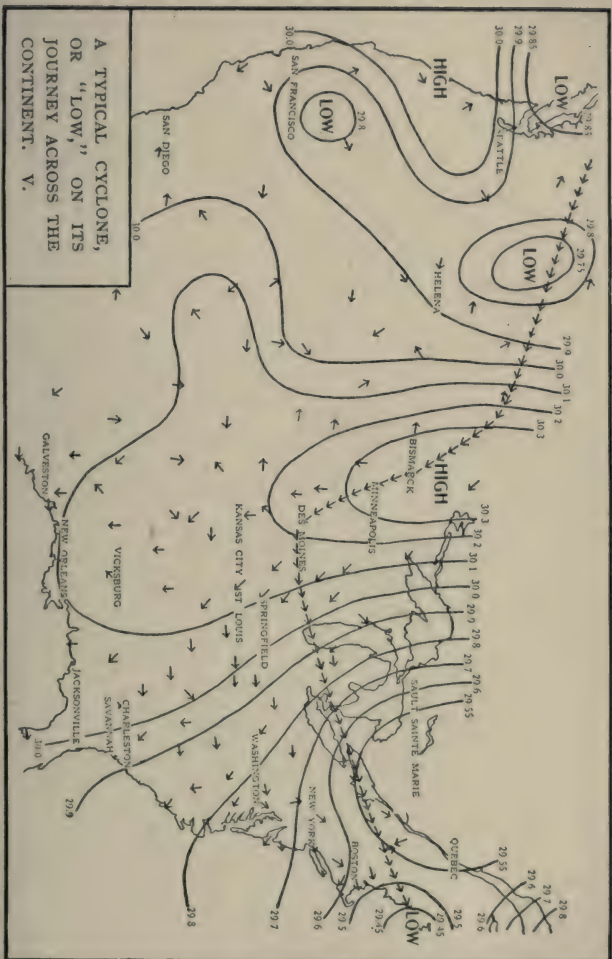 A TYPICAL CYCLONE,
OR "LOW," ON ITS
JOURNEY ACROSS THE
CONTINENT. V.
LOW
29.85
29.9
30.0
29.85
SEATTLE
HIGH
30.0
SAN FRANCISCO
29.8
LOW
SAN DIEGO
30.0
29.8
29.75
LOW
HELENA
29.9
30.0
30.1
30.2
30.3
BISMARCK
HIGH
MINNEAPOLIS
DES MOINES
KANSAS CITY
ST LOUIS
SPRINGFIELD
VICKSBURG
GALVESTON
NEW ORLEANS
30.3
30.2
30.1
30.0
29.9
29.8
29.7
29.6
29.55
SAULT SAINTE MARIE
JACKSONVILLE
30.0
CHARLESTON
SAVANNAH
29.9
WASHINGTON
NEW YORK
BOSTON
QUEBEC
29.55
29.6
29.7
29.8
29.6
29.5
29.45
LOW
29.45
29.5
29.6
29.7
29.8